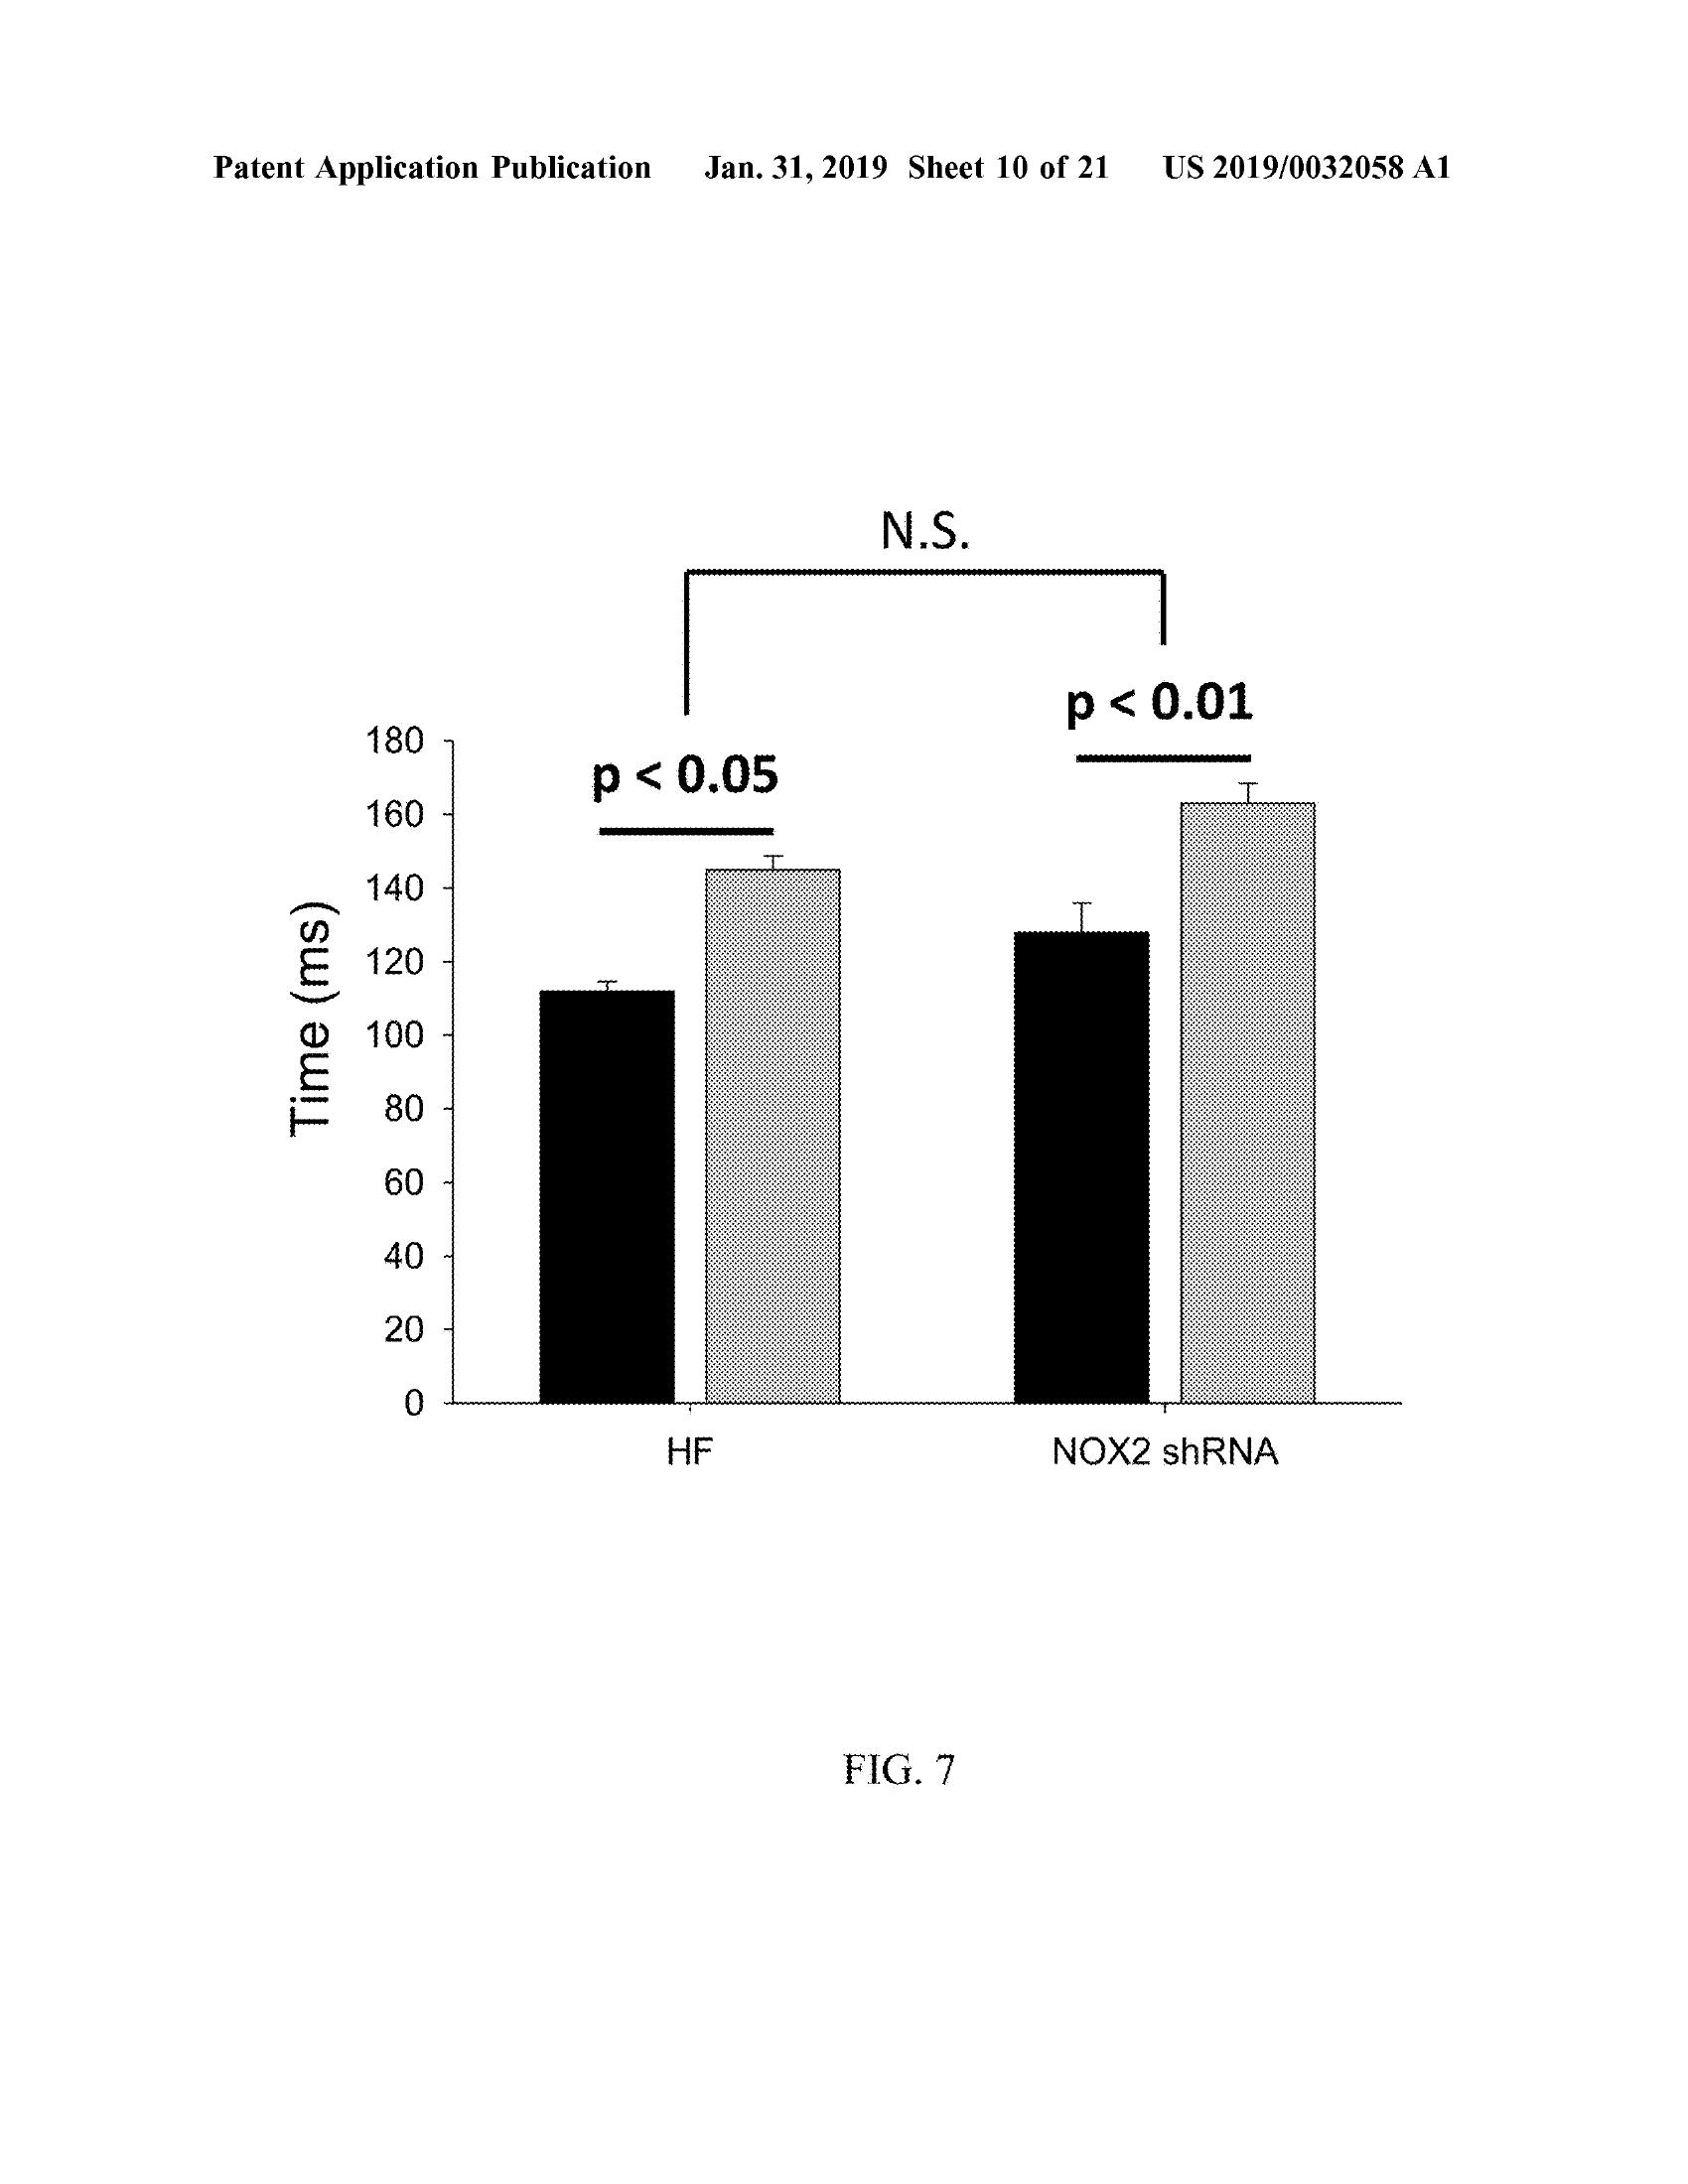 Patent Application Publication Jan. 31, 2019 Sheet 10 of 21 US 2019/0032058 A1
N.S.
p < 0.01
p < 0.05
180
160
140
120
100
80
60
40
20
0
Time (ms)
HF NOX2 shRNA
FIG. 7